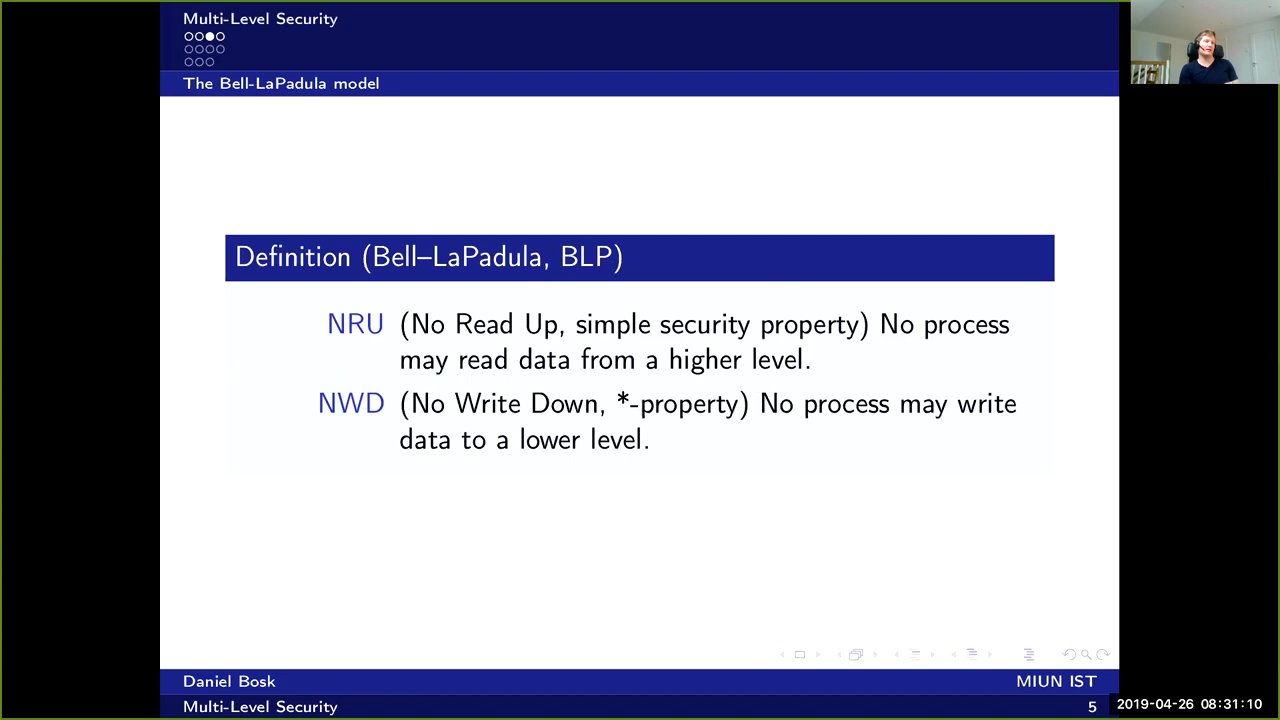 Multi-Level Security
The Bell-LaPadula model
Definition (Bell–LaPadula, BLP)
NRU (No Read Up, simple security property) No process
may read data from a higher level.
NWD (No Write Down, *-property) No process may write
data to a lower level.
Daniel Bosk MIUN IST
Multi-Level Security 5
2019-04-26 08:31:10